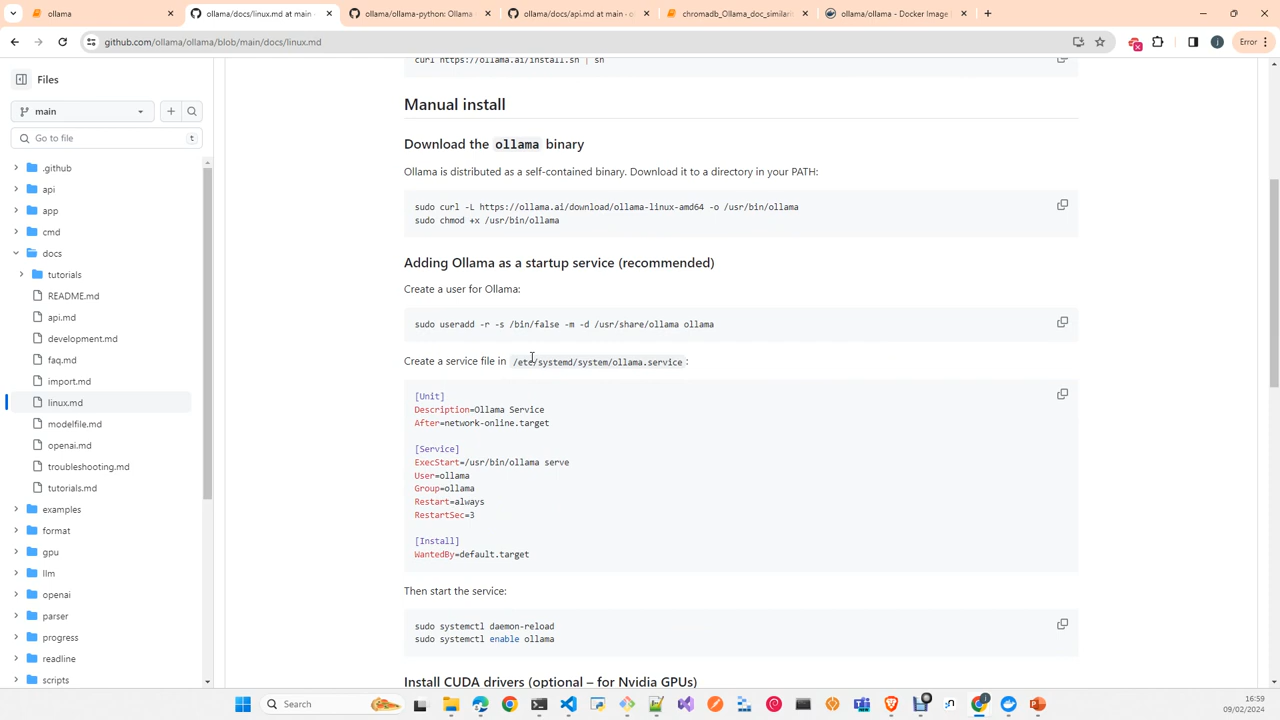 ollama
ollama/docs/linux.md at main
ollama/ollama-python: Ollama
ollama/docs/api.md at main
chromadb_Ollama_doc_similari
ollama/ollama - Docker Image
github.com/ollama/ollama/blob/main/docs/linux.md
j
Error
Files
main
Go to file
t
.github
api
app
cmd
docs
tutorials
README.md
api.md
development.md
faq.md
import.md
linux.md
modelfile.md
openai.md
troubleshooting.md
tutorials.md
examples
format
gpu
llm
openai
parser
progress
readline
scripts
curl https://ollama.ai/install.sh | sh
Manual install
Download the ollama binary
Ollama is distributed as a self-contained binary. Download it to a directory in your PATH:
sudo curl -L https://ollama.ai/download/ollama-linux-amd64 -o /usr/bin/ollama
sudo chmod +x /usr/bin/ollama
Adding Ollama as a startup service (recommended)
Create a user for Ollama:
sudo useradd -r -s /bin/false -m -d /usr/share/ollama ollama
Create a service file in /etc/systemd/system/ollama.service :
[Unit]
Description=Ollama Service
After=network-online.target
[Service]
ExecStart=/usr/bin/ollama serve
User=ollama
Group=ollama
Restart=always
RestartSec=3
[Install]
WantedBy=default.target
Then start the service:
sudo systemctl daemon-reload
sudo systemctl enable ollama
Install CUDA drivers (optional – for Nvidia GPUs)
Search
16:59
09/02/2024